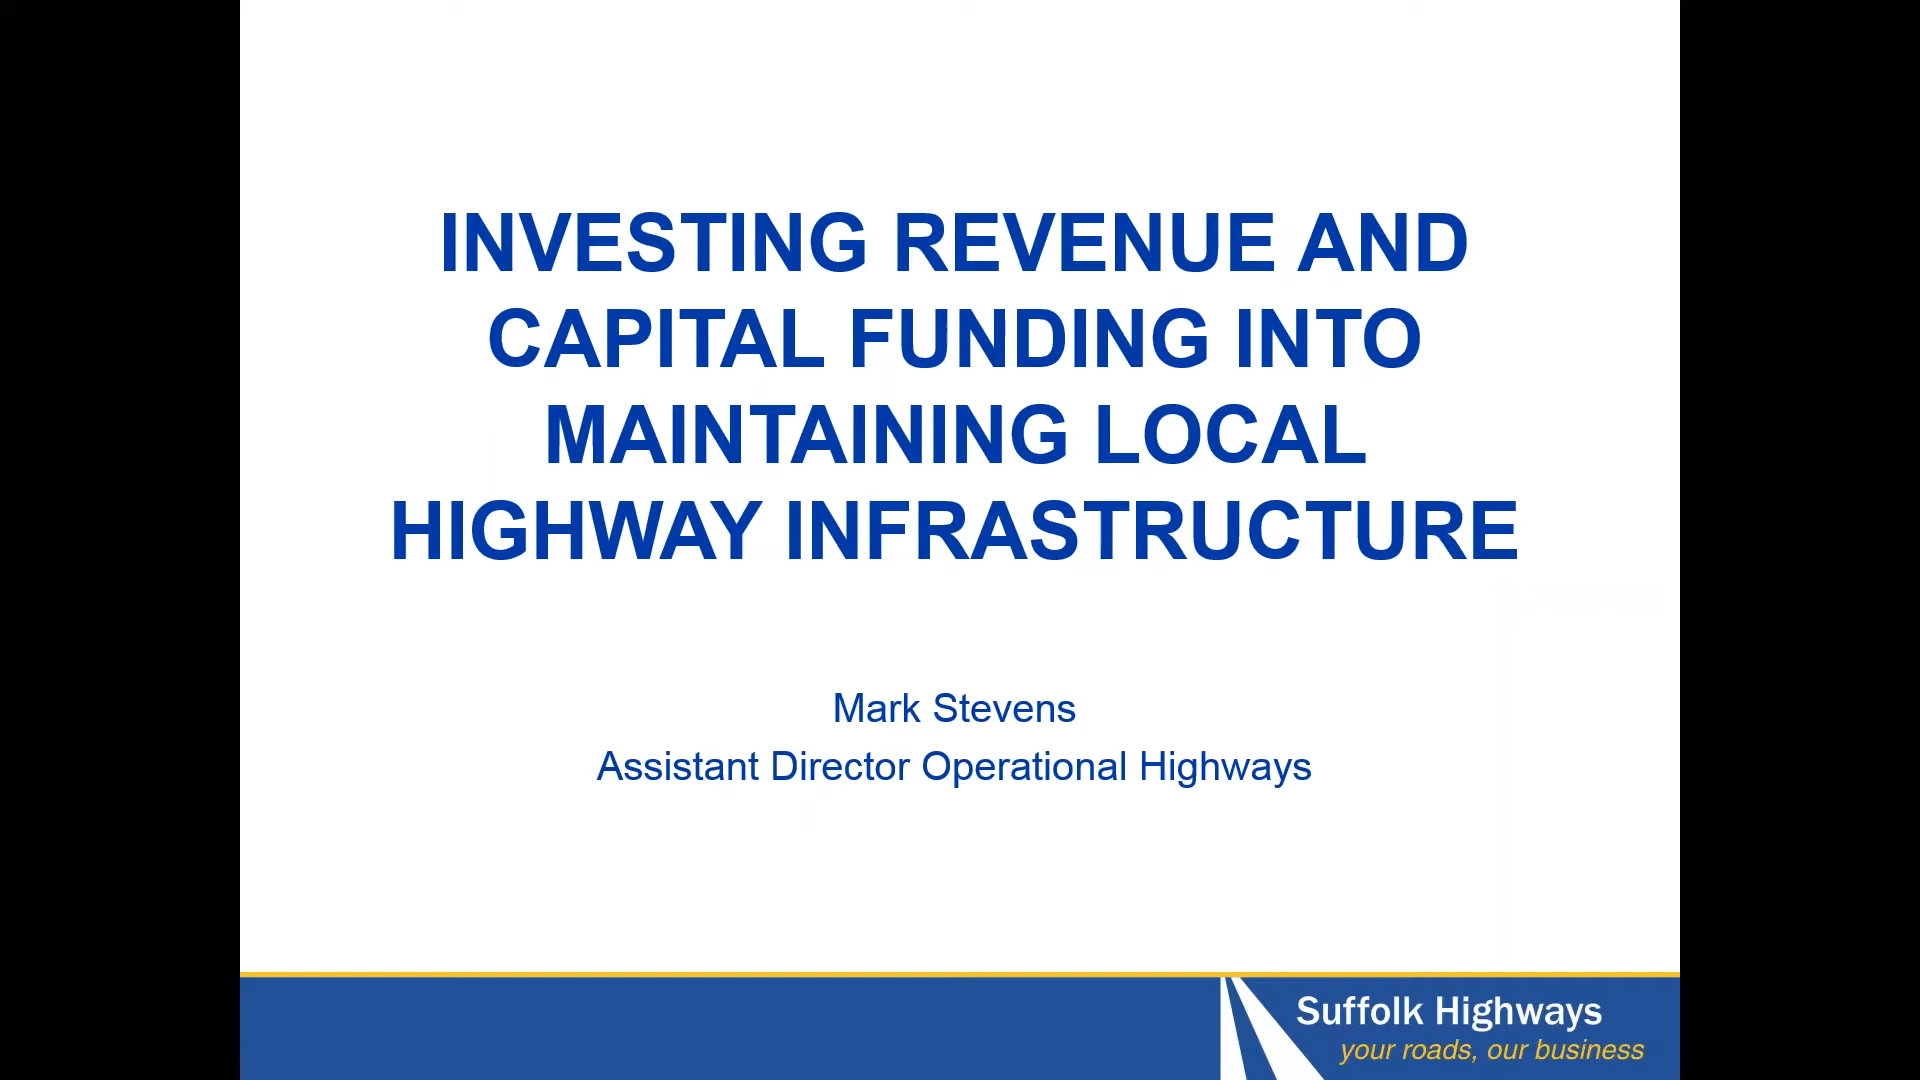 INVESTING REVENUE AND
CAPITAL FUNDING INTO
MAINTAINING LOCAL
HIGHWAY INFRASTRUCTURE
Mark Stevens
Assistant Director Operational Highways
Suffolk Highways
your roads, our business